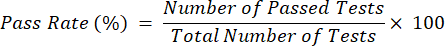 Pass Rate (%) = Number of Passed Tests / Total Number of Tests × 100